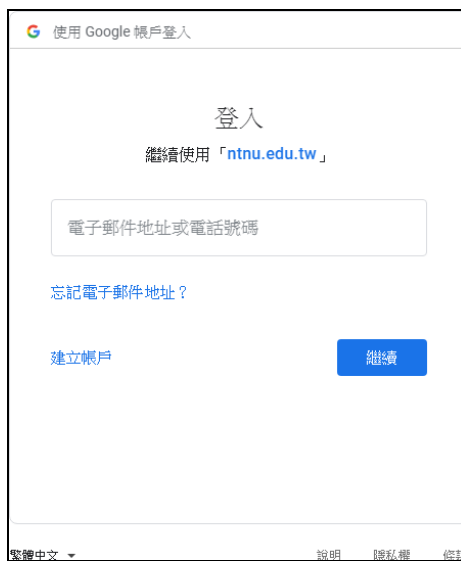 使用 Google 帳戶登入
登入
繼續使用「ntnu.edu.tw」
電子郵件地址或電話號碼
忘記電子郵件地址？
建立帳戶 繼續
繁體中文 說明 隱私權